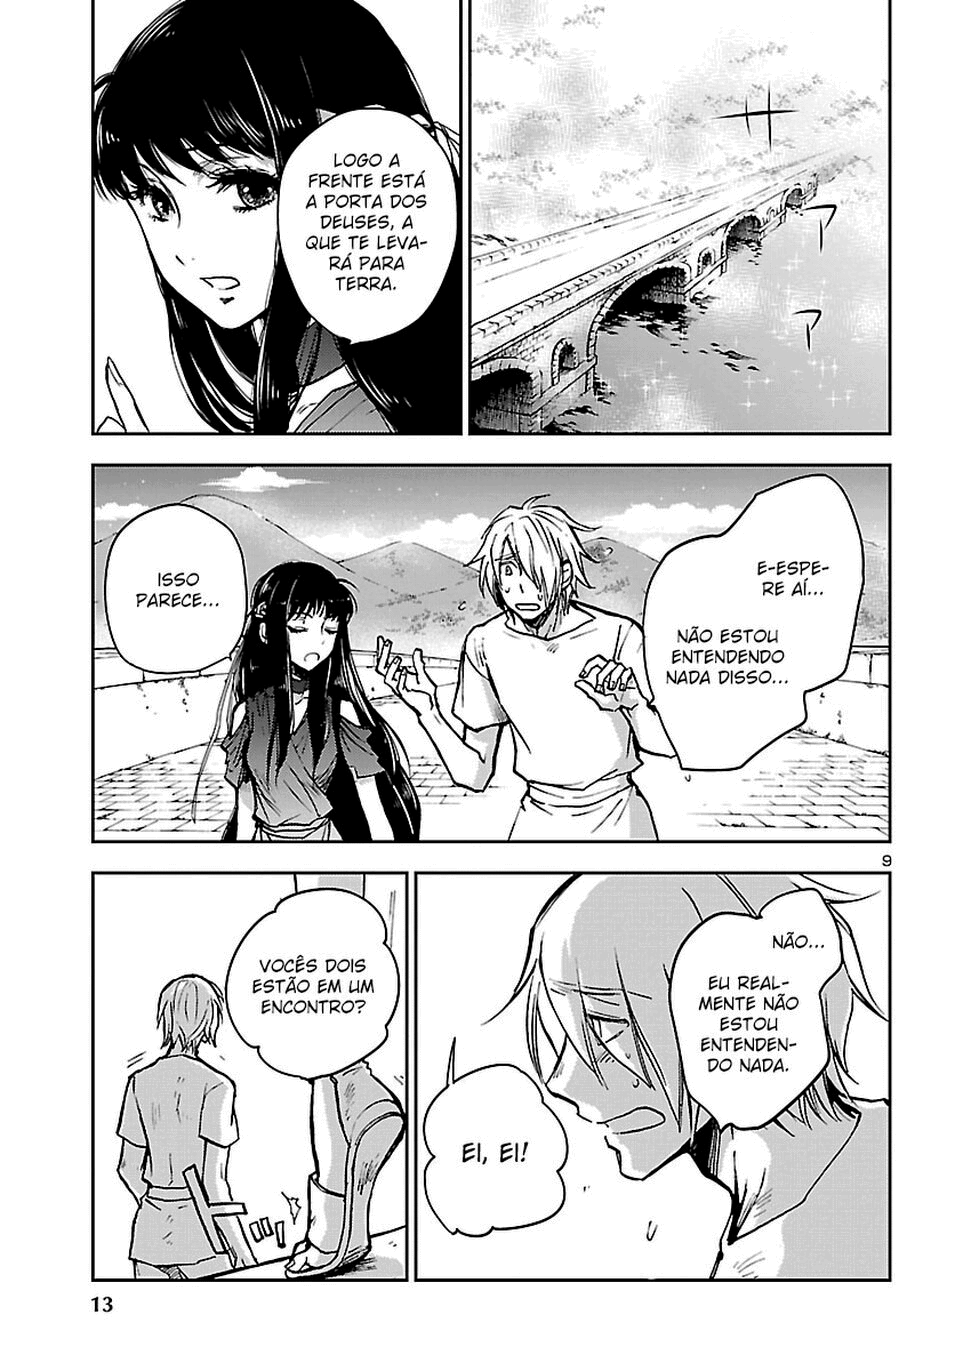 ァ
ァ
LOGO A
FRENTE ESTÁ
A PORTA DOS
DEUSES, A
QUE TE LEVA-
RÁ PARA
TERRA.
E-ESPE-
RE AÍ...
NÃO ESTOU
ENTENDENDO
NADA DISSO...
ISSO
PARECE...
9
NÃO...
EU REAL-
MENTE NÃO
ESTOU
ENTENDEN-
DO NADA.
EI, EI!
VOCÊS DOIS
ESTÃO EM UM
ENCONTRO?
13